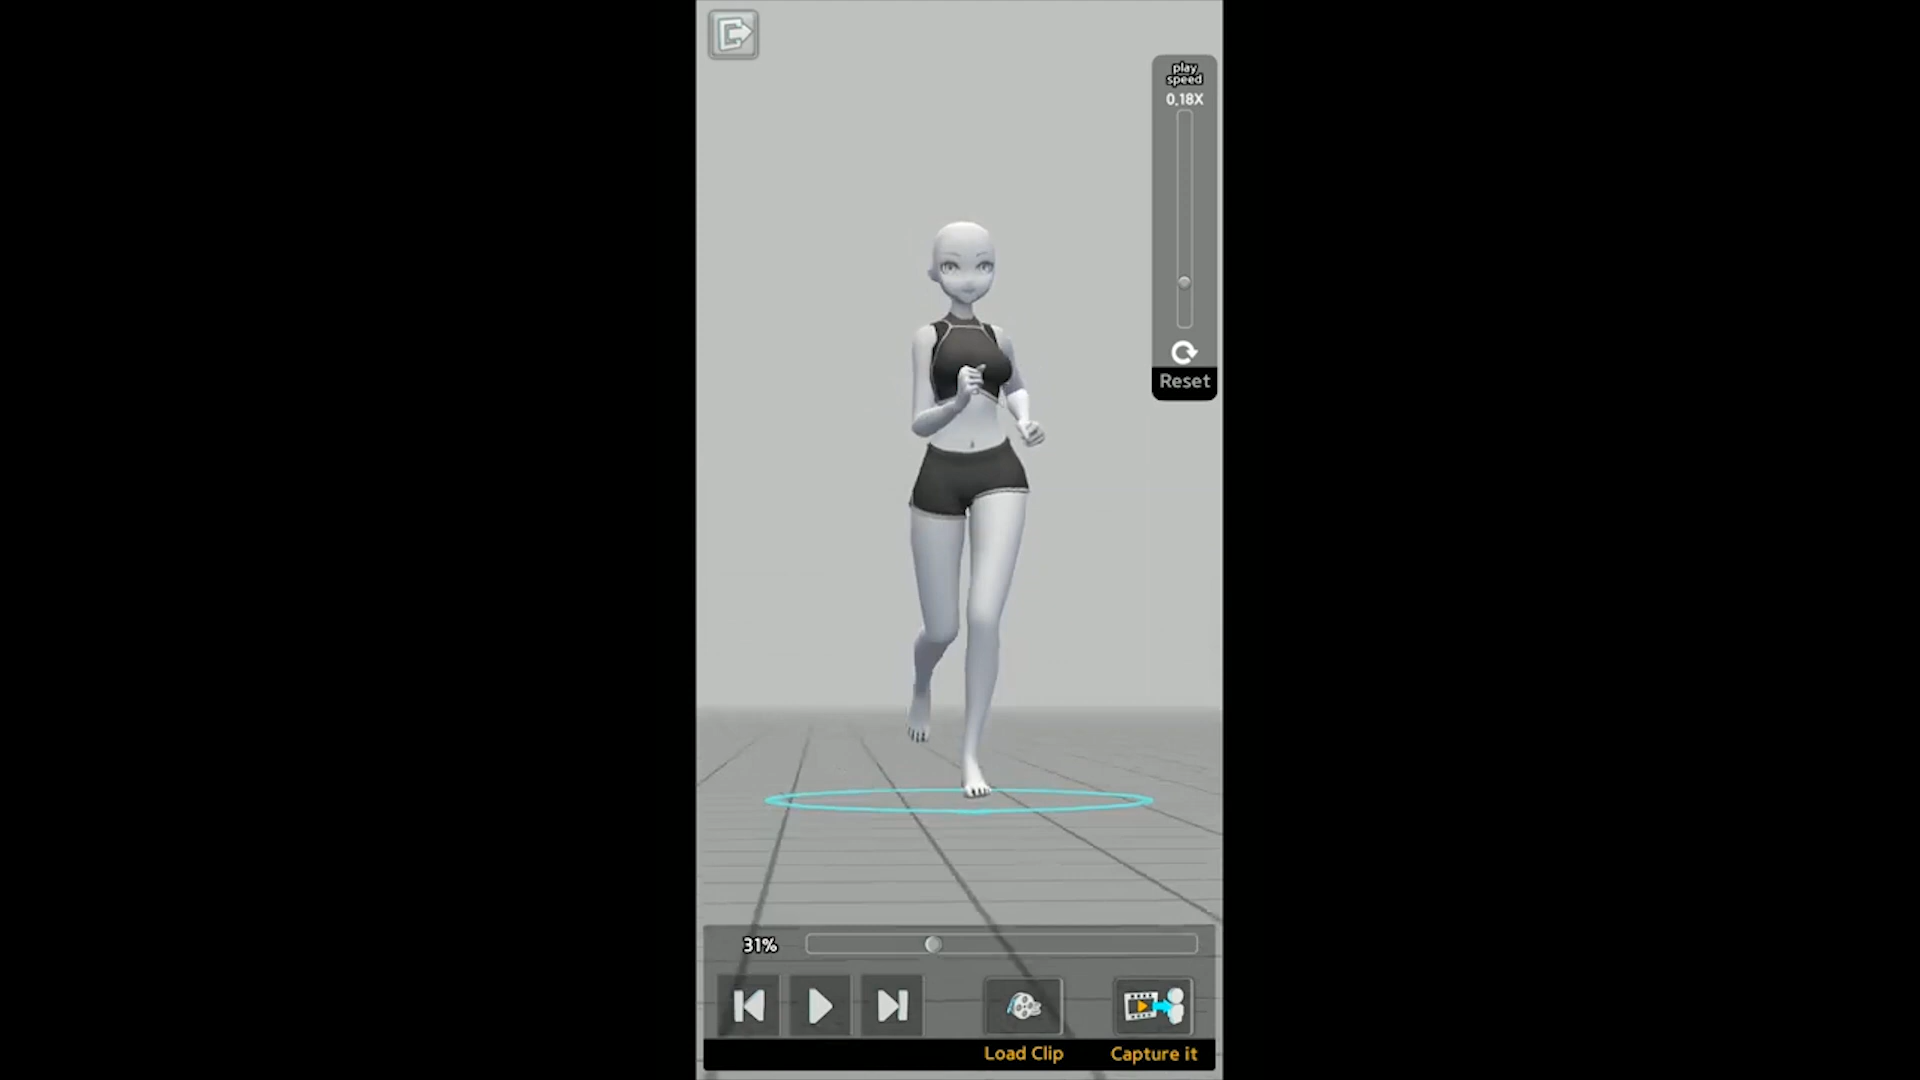 play
speed
0.18X
Reset
31%
Load Clip
Capture it